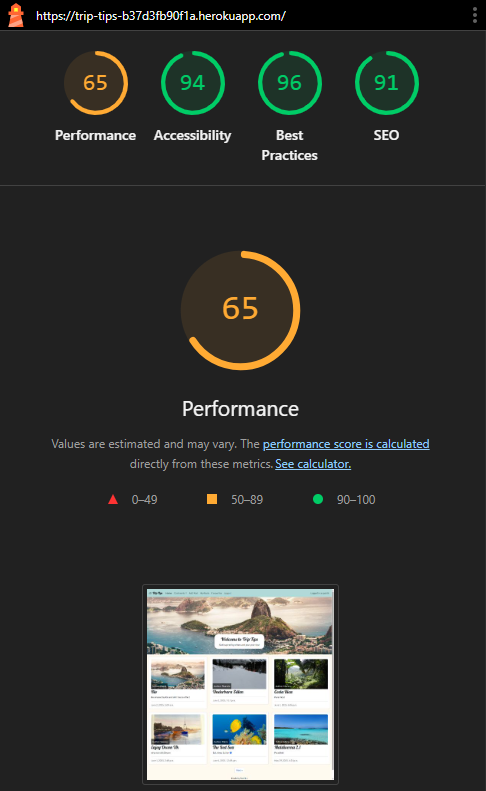 https://trip-tips-b37d3fb90f1a.herokuapp.com/
65 94 96 91
Performance Accessibility Best Practices SEO
65
Performance
Values are estimated and may vary. The performance score is calculated
directly from these metrics. See calculator.
0–49 50–89 90–100
Welcome to Trip Tips